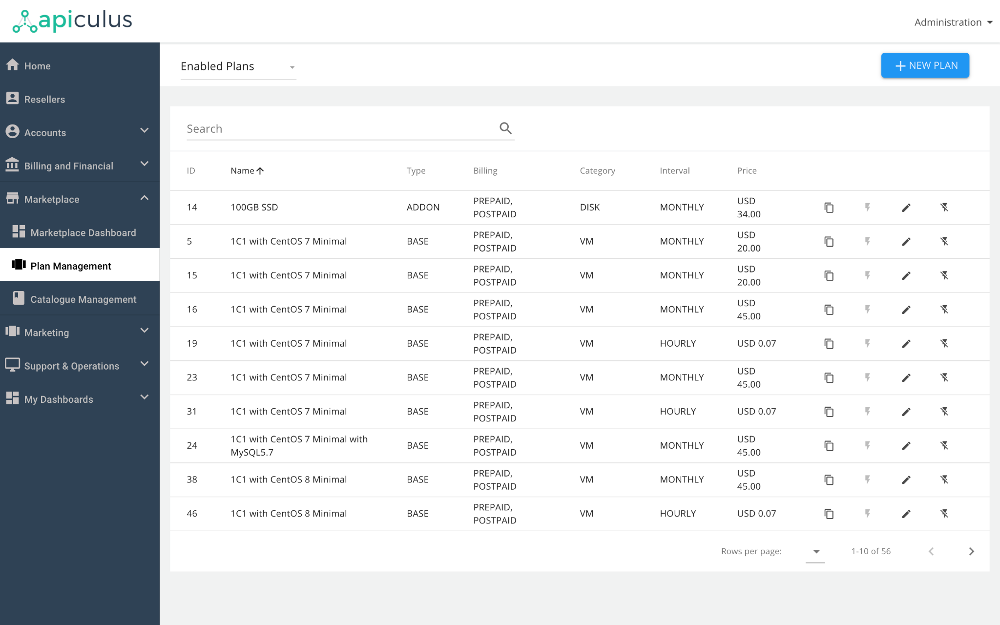 apiculus
Administration
Home
Resellers
Accounts
Billing and Financial
Marketplace
Marketplace Dashboard
Plan Management
Catalogue Management
Marketing
Support & Operations
My Dashboards
Enabled Plans
NEW PLAN
Search
ID Name Type Billing Category Interval Price
14 100GB SSD ADDON PREPAID, POSTPAID DISK MONTHLY USD 34.00
5 1C1 with CentOS 7 Minimal BASE PREPAID, POSTPAID VM MONTHLY USD 20.00
15 1C1 with CentOS 7 Minimal BASE PREPAID, POSTPAID VM MONTHLY USD 20.00
16 1C1 with CentOS 7 Minimal BASE PREPAID, POSTPAID VM MONTHLY USD 45.00
19 1C1 with CentOS 7 Minimal BASE PREPAID, POSTPAID VM HOURLY USD 0.07
23 1C1 with CentOS 7 Minimal BASE PREPAID, POSTPAID VM MONTHLY USD 45.00
31 1C1 with CentOS 7 Minimal BASE PREPAID, POSTPAID VM HOURLY USD 0.07
24 1C1 with CentOS 7 Minimal with MySQL5.7 BASE PREPAID, POSTPAID VM MONTHLY USD 45.00
38 1C1 with CentOS 8 Minimal BASE PREPAID, POSTPAID VM MONTHLY USD 45.00
46 1C1 with CentOS 8 Minimal BASE PREPAID, POSTPAID VM HOURLY USD 0.07
Rows per page: 1-10 of 56